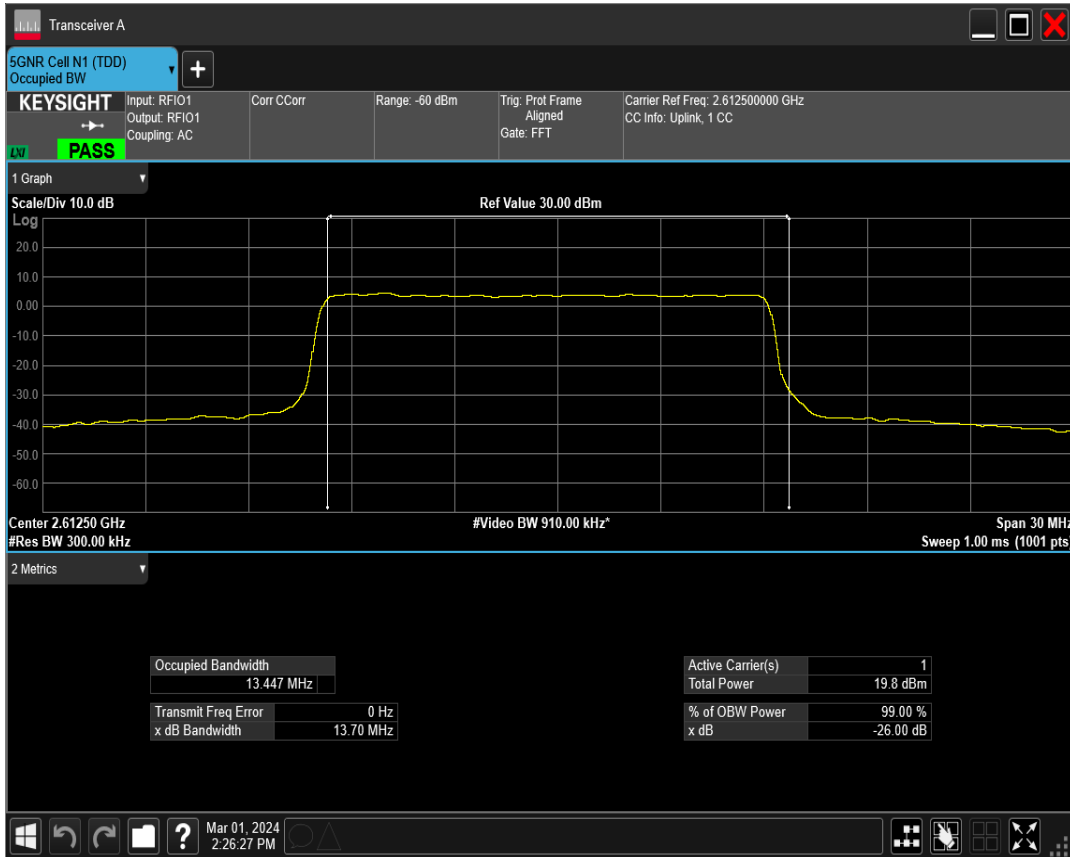 Transceiver A
5GNR Cell N1 (TDD)
Occupied BW
+
KEYSIGHT
LXI
PASS
Input: RFIO1
Output: RFIO1
Coupling: AC
Corr CCorr
Range: -60 dBm
Trig: Prot Frame
Aligned
Gate: FFT
Carrier Ref Freq: 2.612500000 GHz
CC Info: Uplink, 1 CC
1 Graph
Scale/Div 10.0 dB
Ref Value 30.00 dBm
Log
20.0
10.0
0.00
-10.0
-20.0
-30.0
-40.0
-50.0
-60.0
Center 2.61250 GHz
#Video BW 910.00 kHz*
Span 30 MHz
#Res BW 300.00 kHz
Sweep 1.00 ms (1001 pts)
2 Metrics
Occupied Bandwidth
13.447 MHz
Transmit Freq Error 0 Hz
x dB Bandwidth 13.70 MHz
Active Carrier(s) 1
Total Power 19.8 dBm
% of OBW Power 99.00 %
x dB -26.00 dB
?
Mar 01, 2024
2:26:27 PM